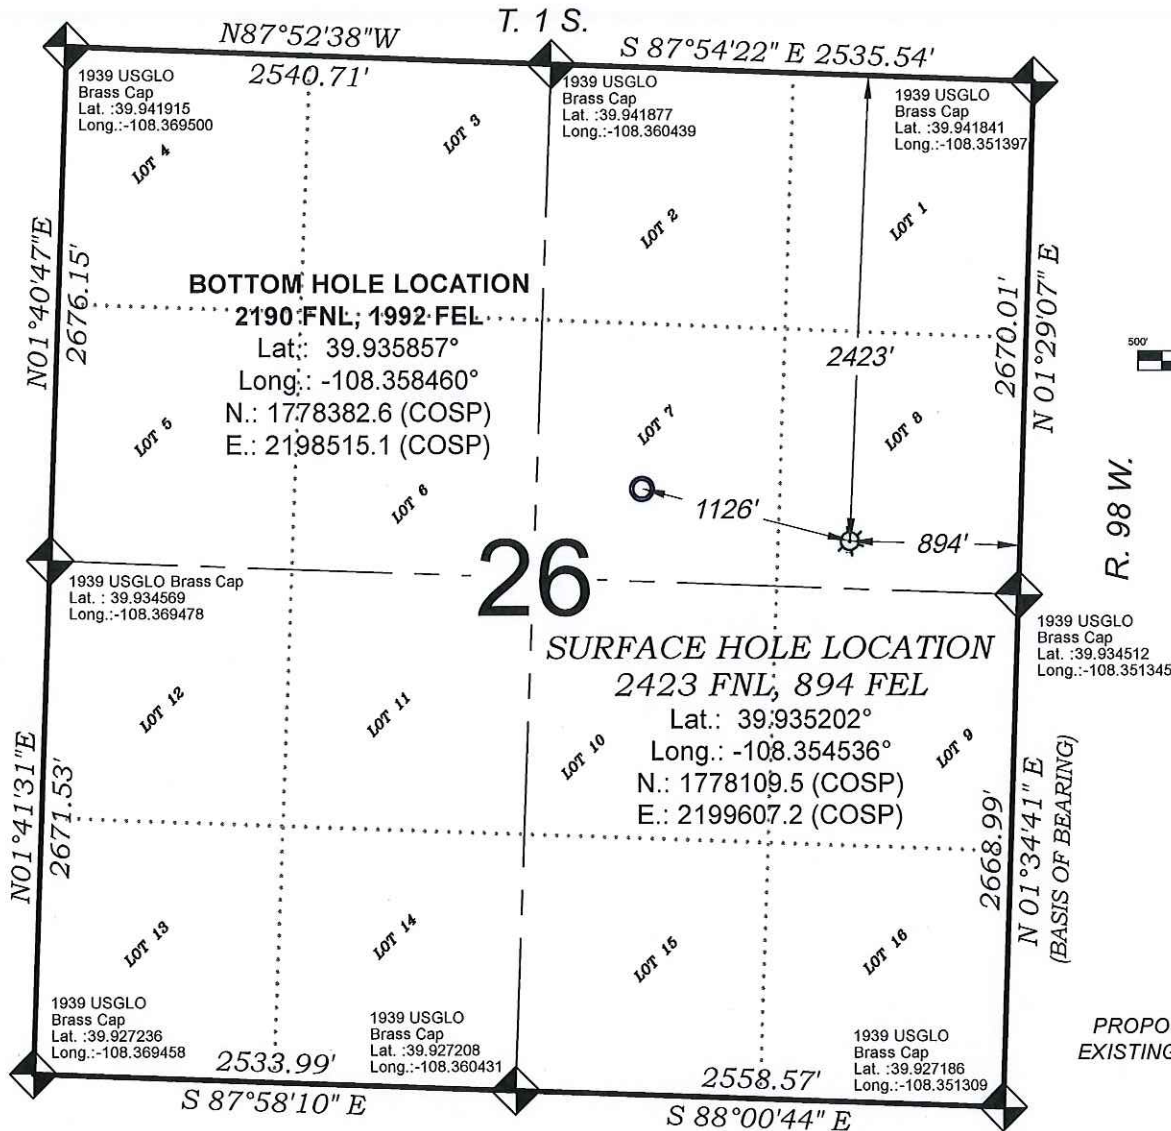 T. 1 S.
N87°52'38"W
2540.71'
S 87°54'22" E 2535.54'
1939 USGLO
Brass Cap
Lat. :39.941915
Long.:-108.369500
1939 USGLO
Brass Cap
Lat. :39.941877
Long.:-108.360439
1939 USGLO
Brass Cap
Lat. :39.941841
Long.:-108.351397
LOT 4
LOT 3
LOT 2
LOT 1
N01°40'47"E
2676.15'
BOTTOM HOLE LOCATION
2190 FNL, 1992 FEL
Lat.: 39.935857°
Long.: -108.358460°
N.: 1778382.6 (COSP)
E.: 2198515.1 (COSP)
2423'
2670.01'
N 01°29'07" E
500'
LOT 5
LOT 6
LOT 7
LOT 8
1126'
894'
R. 98 W.
26
1939 USGLO Brass Cap
Lat. : 39.934569
Long.:-108.369478
1939 USGLO
Brass Cap
Lat. :39.934512
Long.:-108.351345
SURFACE HOLE LOCATION
2423 FNL, 894 FEL
Lat.: 39.935202°
Long.: -108.354536°
N.: 1778109.5 (COSP)
E.: 2199607.2 (COSP)
LOT 12
LOT 11
LOT 10
LOT 9
N01°41'31"E
2671.53'
2668.99'
N 01°34'41" E
(BASIS OF BEARING)
LOT 13
LOT 14
LOT 15
LOT 16
1939 USGLO
Brass Cap
Lat. :39.927236
Long.:-108.369458
1939 USGLO
Brass Cap
Lat. :39.927208
Long.:-108.360431
1939 USGLO
Brass Cap
Lat. :39.927186
Long.:-108.351309
PROPO
EXISTING
2533.99'
S 87°58'10" E
2558.57'
S 88°00'44" E